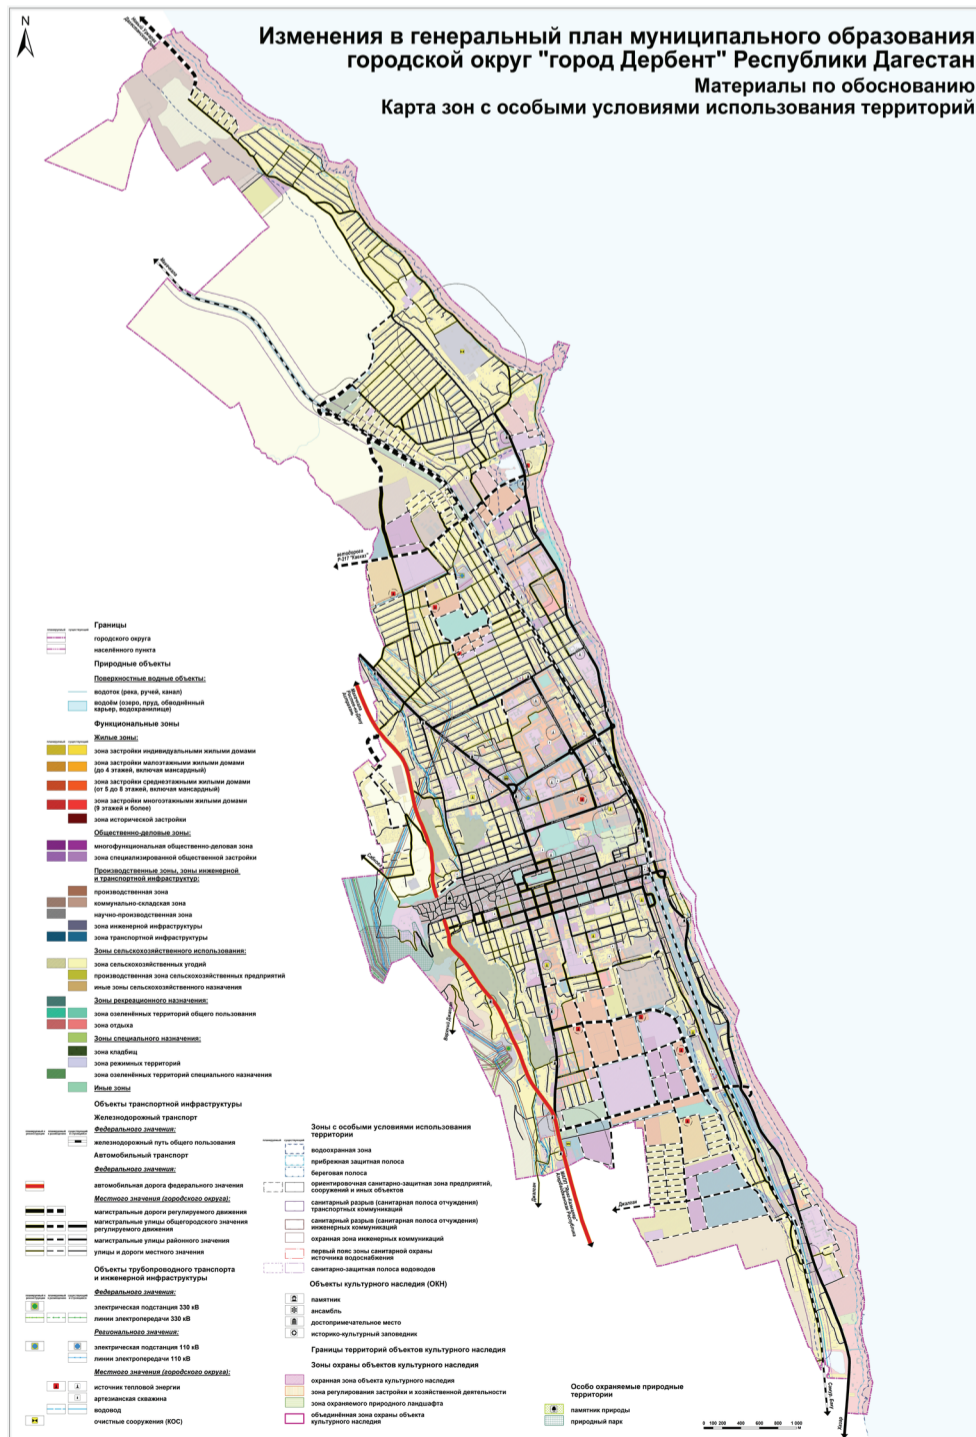 N
Изменения в генеральный план муниципального образования
городской округ "город Дербент" Республики Дагестан
Материалы по обоснованию
Карта зон с особыми условиями использования территорий
автодорога
Р-217 "Кавказ"
Границы
городского округа
населённого пункта
Природные объекты
Поверхностные водные объекты:
водоток (река, ручей, канал)
водоём (озеро, пруд, обводнённый
карьер, водохранилище)
Функциональные зоны
Жилые зоны:
зона застройки индивидуальными жилыми домами
зона застройки малоэтажными жилыми домами
(до 4 этажей, включая мансардный)
зона застройки среднеэтажными жилыми домами
(от 5 до 8 этажей, включая мансардный)
зона застройки многоэтажными жилыми домами
(9 этажей и более)
зона исторической застройки
Общественно-деловые зоны:
многофункциональная общественно-деловая зона
зона специализированной общественной застройки
Производственные зоны, зоны инженерной
и транспортной инфраструктур:
производственная зона
коммунально-складская зона
научно-производственная зона
зона инженерной инфраструктуры
зона транспортной инфраструктуры
Зоны сельскохозяйственного использования:
зона сельскохозяйственных угодий
производственная зона сельскохозяйственных предприятий
иные зоны сельскохозяйственного назначения
Зоны рекреационного назначения:
зона озеленённых территорий общего пользования
зона отдыха
Зоны специального назначения:
зона кладбищ
зона режимных территорий
зона озеленённых территорий специального назначения
Иные зоны
Объекты транспортной инфраструктуры
Железнодорожный транспорт
Федерального значения:
железнодорожный путь общего пользования
Автомобильный транспорт
Федерального значения:
автомобильная дорога федерального значения
Местного значения (городского округа):
магистральные дороги регулируемого движения
магистральные улицы общегородского значения
регулируемого движения
магистральные улицы районного значения
улицы и дороги местного значения
Объекты трубопроводного транспорта
и инженерной инфраструктуры
Федерального значения:
электрическая подстанция 330 кВ
линии электропередачи 330 кВ
Регионального значения:
электрическая подстанция 110 кВ
линии электропередачи 110 кВ
Местного значения (городского округа):
источник тепловой энергии
артезианская скважина
водовод
очистные сооружения (КОС)
Зоны с особыми условиями использования
территории
водоохранная зона
прибрежная защитная полоса
береговая полоса
ориентировочная санитарно-защитная зона предприятий,
сооружений и иных объектов
санитарный разрыв (санитарная полоса отчуждения)
транспортных коммуникаций
санитарный разрыв (санитарная полоса отчуждения)
инженерных коммуникаций
охранная зона инженерных коммуникаций
первый пояс зоны санитарной охраны
источника водоснабжения
санитарно-защитная полоса водоводов
Объекты культурного наследия (ОКН)
памятник
ансамбль
достопримечательное место
историко-культурный заповедник
Границы территорий объектов культурного наследия
Зоны охраны объектов культурного наследия
охранная зона объекта культурного наследия
зона регулирования застройки и хозяйственной деятельности
зона охраняемого природного ландшафта
объединённая зона охраны объекта
культурного наследия
Особо охраняемые природные
территории
памятник природы
природный парк
0 100 200 400 600 800 1 000
м